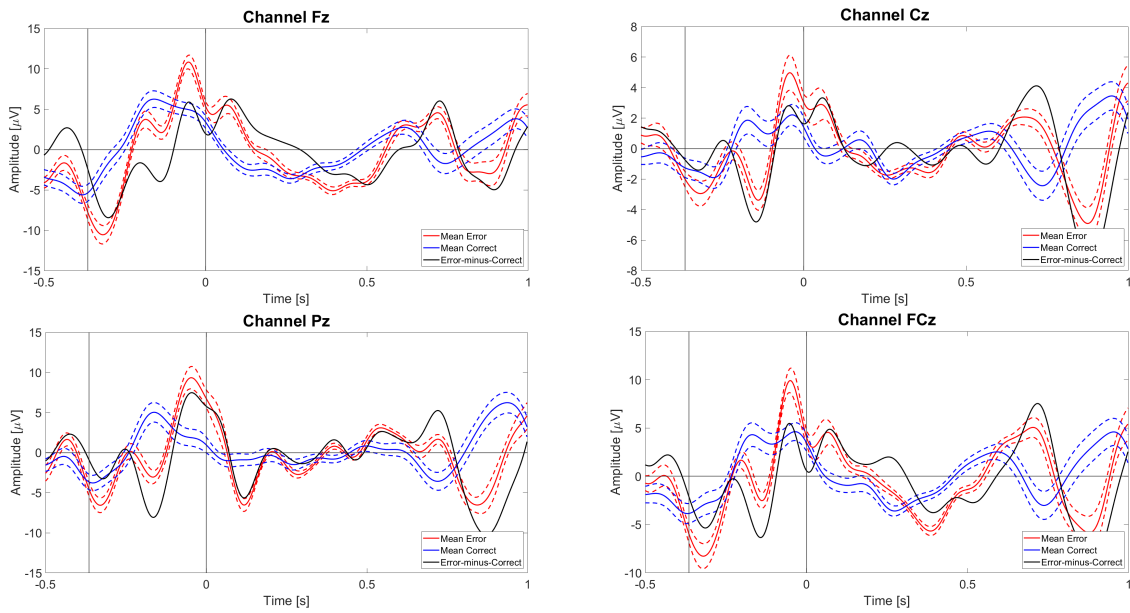 Channel Fz
15
10
5
0
-5
-10
-15
Amplitude [μV]
-0.5
0
0.5
1
Time [s]
Mean Error
Mean Correct
Error-minus-Correct
Channel Cz
8
6
4
2
0
-2
-4
-6
-8
Amplitude [μV]
-0.5
0
0.5
1
Time [s]
Mean Error
Mean Correct
Error-minus-Correct
Channel Pz
15
10
5
0
-5
-10
-15
Amplitude [μV]
-0.5
0
0.5
1
Time [s]
Mean Error
Mean Correct
Error-minus-Correct
Channel FCz
15
10
5
0
-5
-10
Amplitude [μV]
-0.5
0
0.5
1
Time [s]
Mean Error
Mean Correct
Error-minus-Correct